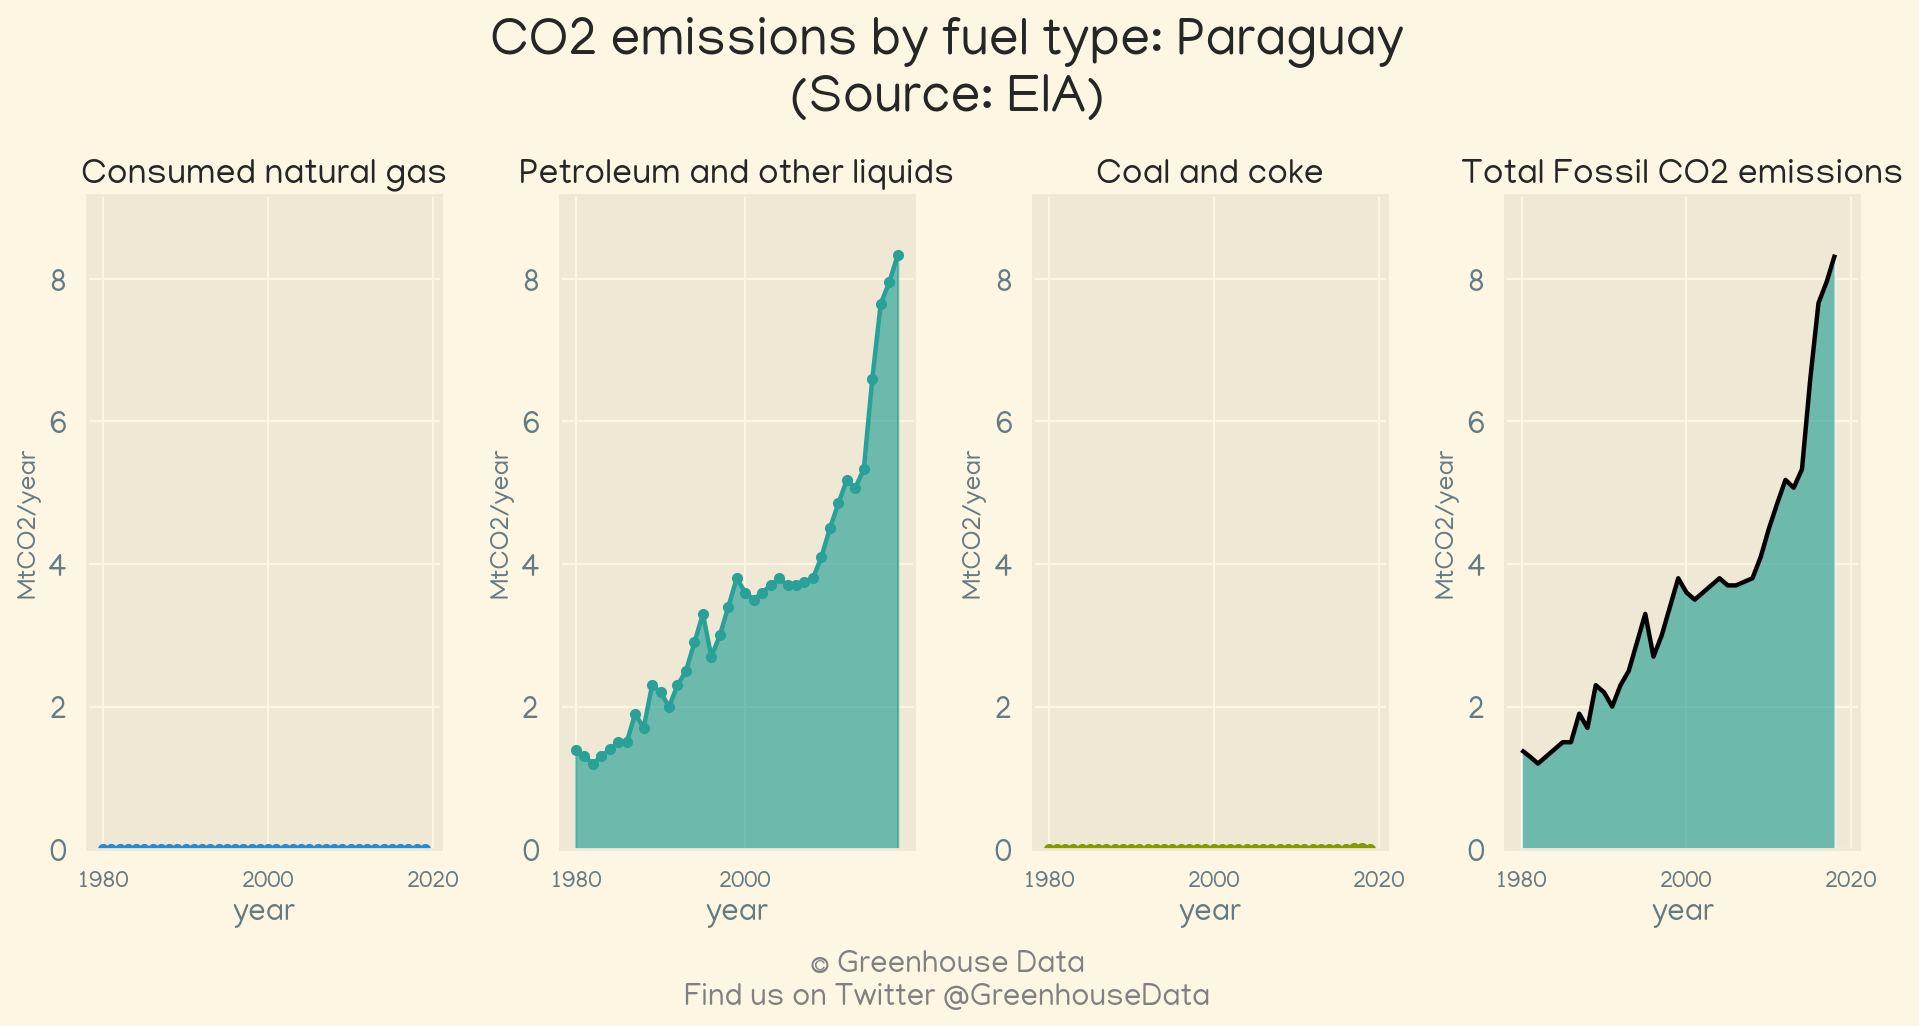 CO2 emissions by fuel type: Paraguay
(Source: EIA)
Consumed natural gas
Petroleum and other liquids
Coal and coke
Total Fossil CO2 emissions
MtCO2/year
8
6
4
2
0
1980 2000 2020
year
MtCO2/year
8
6
4
2
0
1980 2000
year
MtCO2/year
8
6
4
2
0
1980 2000 2020
year
MtCO2/year
8
6
4
2
0
1980 2000 2020
year
© Greenhouse Data
Find us on Twitter @GreenhouseData